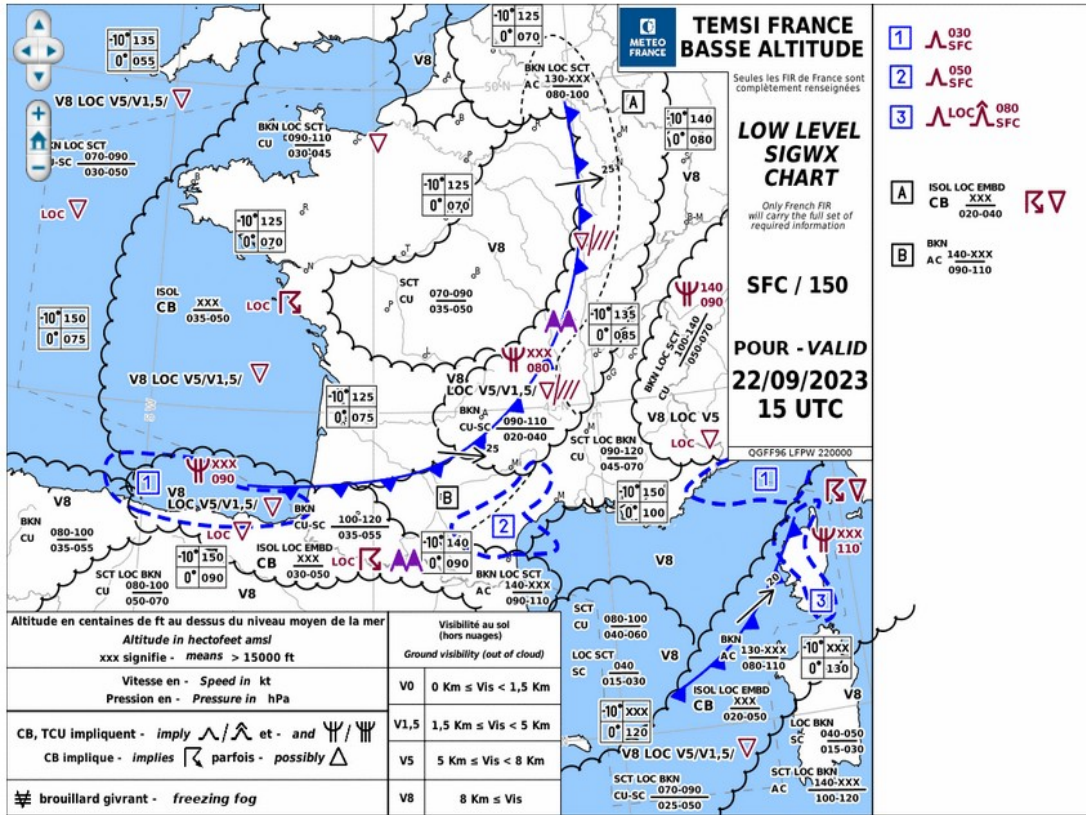 METEO
FRANCE
TEMSI FRANCE
BASSE ALTITUDE
Seules les FIR de France sont
complètement renseignées
LOW LEVEL
SIGWX
CHART
Only French FIR
will carry the full set of
required information
SFC / 150
POUR - VALID
22/09/2023
15 UTC
QGFF96 LFPW 220000
1
030
SFC
2
050
SFC
3
LOC
080
SFC
A
ISOL LOC EMBD
CB
XXX
020-040
B
BKN
AC
140-XXX
090-110
-10° 135
0° 055
-10° 125
0° 070
V8
BKN LOC SCT
AC
130-XXX
080-100
A
-10° 140
0° 080
V8
V8 LOC V5/V1,5/
BKN LOC SCT
CU
090-110
030-045
070-090
030-050
LOC
-10° 125
0° 070
-10° 125
0° 070
25
V8
SCT
CU
070-090
035-050
ISOL
CB
XXX
035-050
LOC
-10° 150
0° 075
V8 LOC V5/V1,5/
-10° 135
0° 085
140
090
BKN LOC SCT
CU
100-140
050-070
XXX
080
V8
LOC V5/V1,5/
-10° 125
0° 075
BKN
CU-SC
090-110
020-040
V8 LOC V5
LOC
25
SCT LOC BKN
CU
090-120
045-070
1
XXX
090
V8
LOC V5/V1,5/
V8
BKN
CU
080-100
035-055
BKN
CU-SC
100-120
035-055
B
2
-10° 150
0° 100
1
LOC
-10° 150
0° 090
ISOL LOC EMBD
CB
XXX
030-050
LOC
-10° 140
0° 090
SCT LOC BKN
CU
080-100
050-070
V8
BKN LOC SCT
AC
140-XXX
090-110
V8
XXX
110
20
3
SCT
CU
080-100
040-060
LOC SCT
SC
040
015-030
V8
BKN
AC
130-XXX
080-110
-10° XXX
0° 130
ISOL LOC EMBD
CB
XXX
020-050
V8
-10° XXX
0° 120
V8 LOC V5/V1,5/
LOC BKN
SC
040-050
015-030
SCT LOC BKN
CU-SC
070-090
025-050
SCT LOC BKN
AC
140-XXX
100-120
Altitude en centaines de ft au dessus du niveau moyen de la mer
Altitude in hectofeet amsl
xxx signifie - means > 15000 ft
Vitesse en - Speed in kt
Pression en - Pressure in hPa
CB, TCU impliquent - imply / et - and /
CB implique - implies parfois - possibly
brouillard givrant - freezing fog
Visibilité au sol
(hors nuages)
Ground visibility (out of cloud)
V0 0 Km ≤ Vis < 1,5 Km
V1,5 1,5 Km ≤ Vis < 5 Km
V5 5 Km ≤ Vis < 8 Km
V8 8 Km ≤ Vis